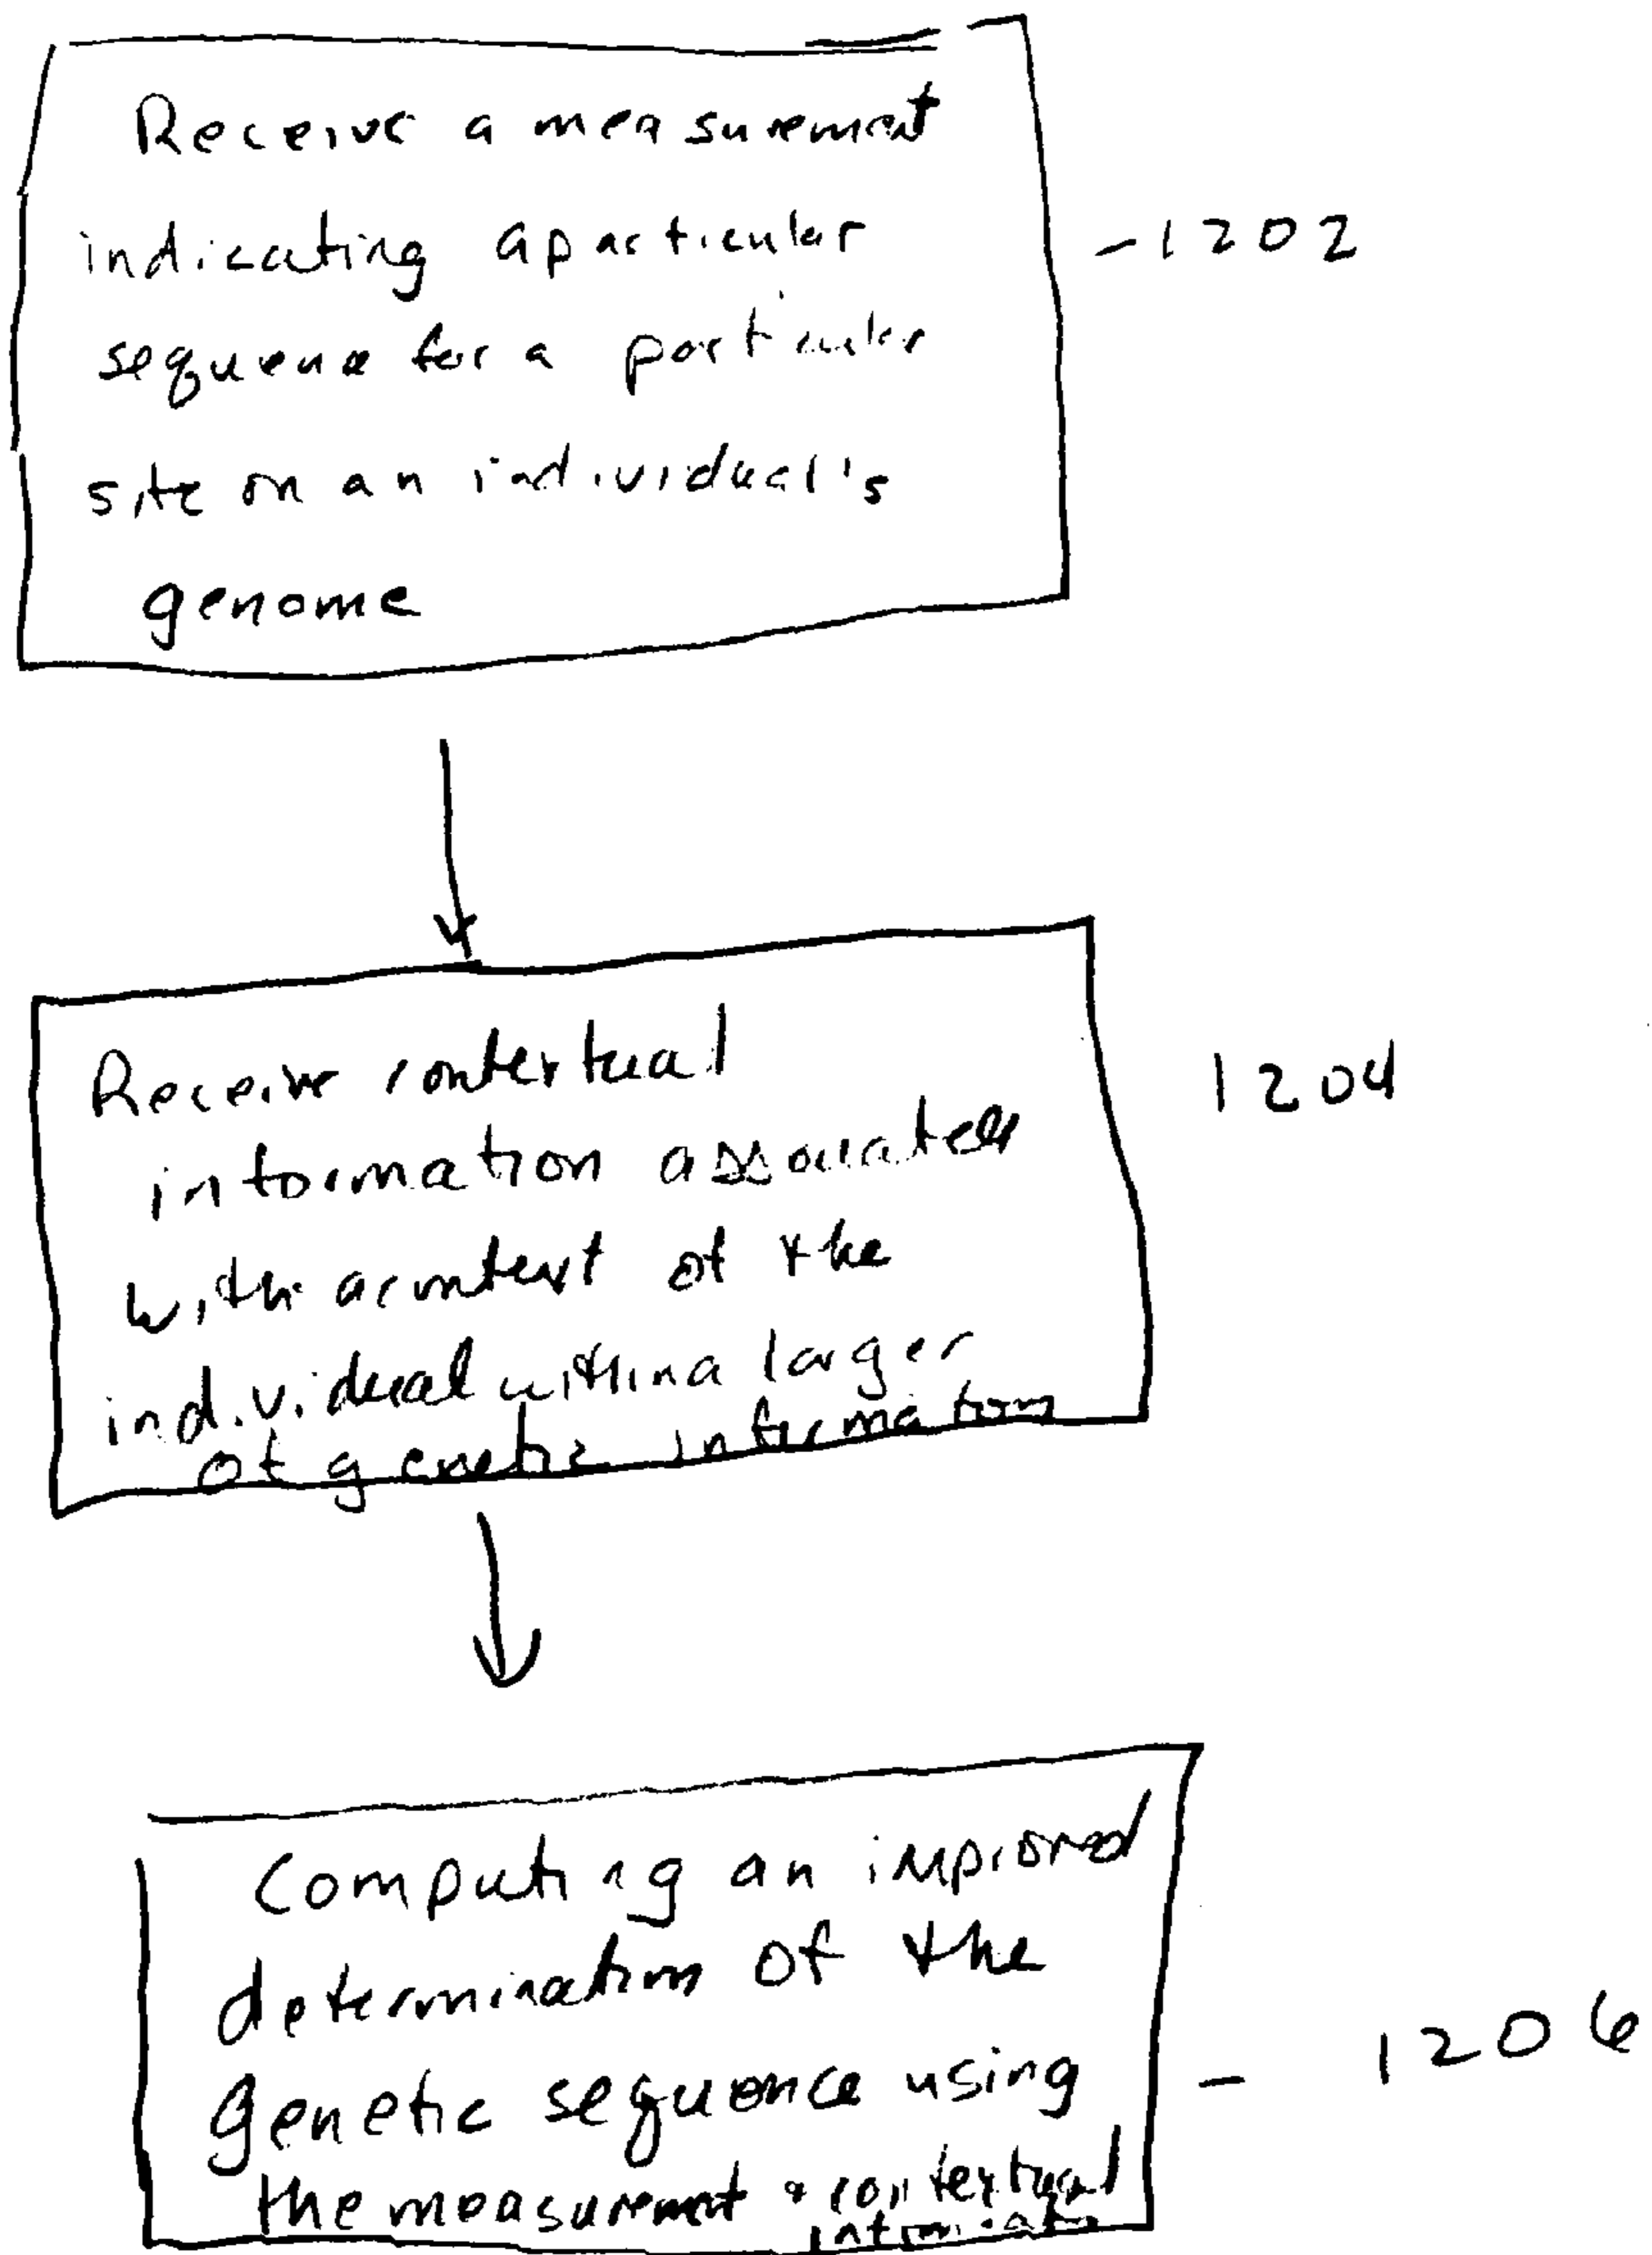 Receive a measurement
indicating a particular - 1202
sequence for a particular
site on an individual's
genome
Receive contextual 1204
information associated
with a context of the
individual within a larger
of genetic information
Computing an improved
determination of the
genetic sequence using - 1206
the measurement + contextual
information